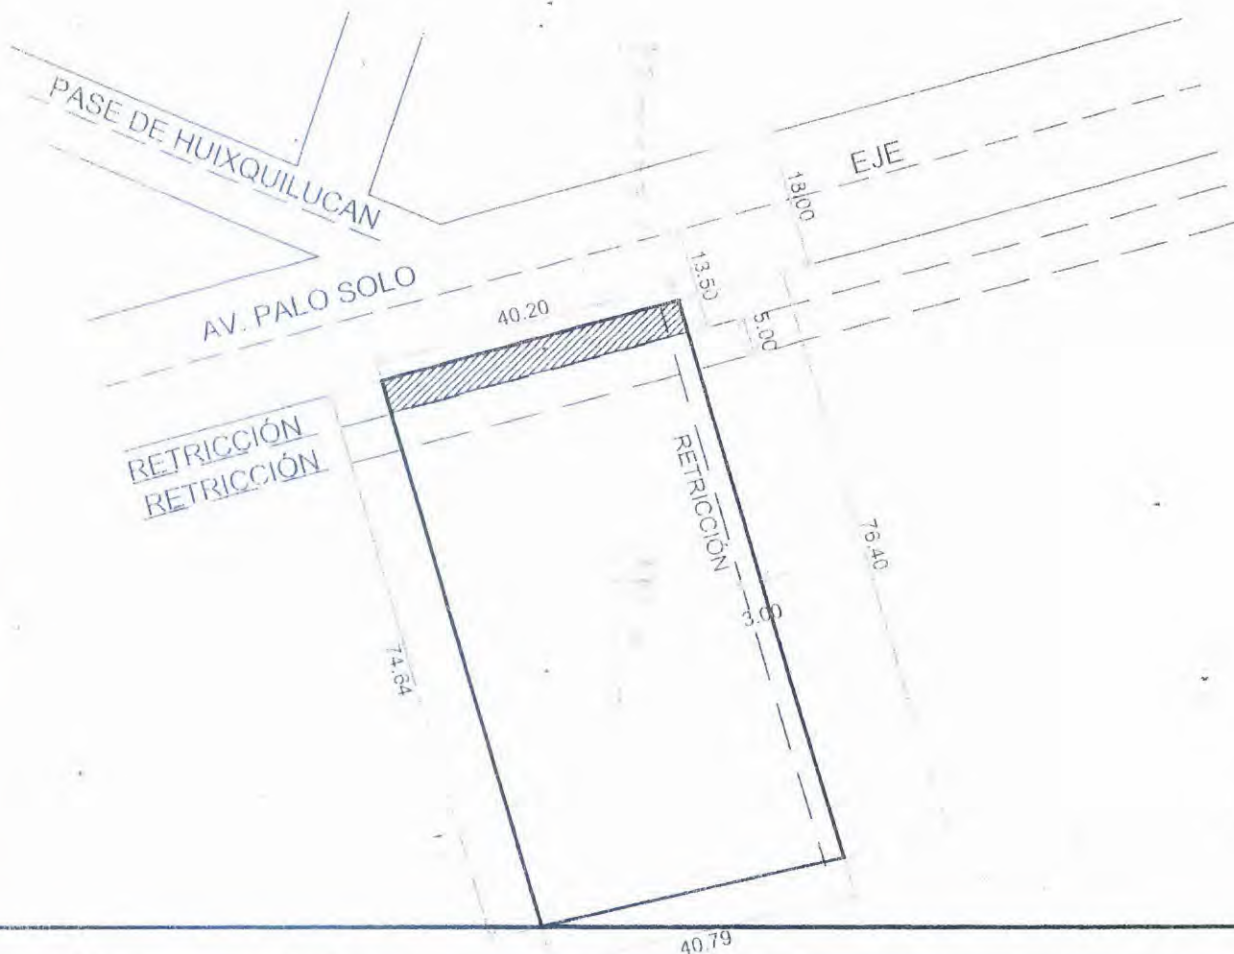 PASE DE HUIXQUILUCAN
EJE
18.00
AV. PALO SOLO
13.50
40.20
5.00
RETRICCIÓN
RETRICCIÓN
RETRICCIÓN
76.40
3.00
74.64
40.79